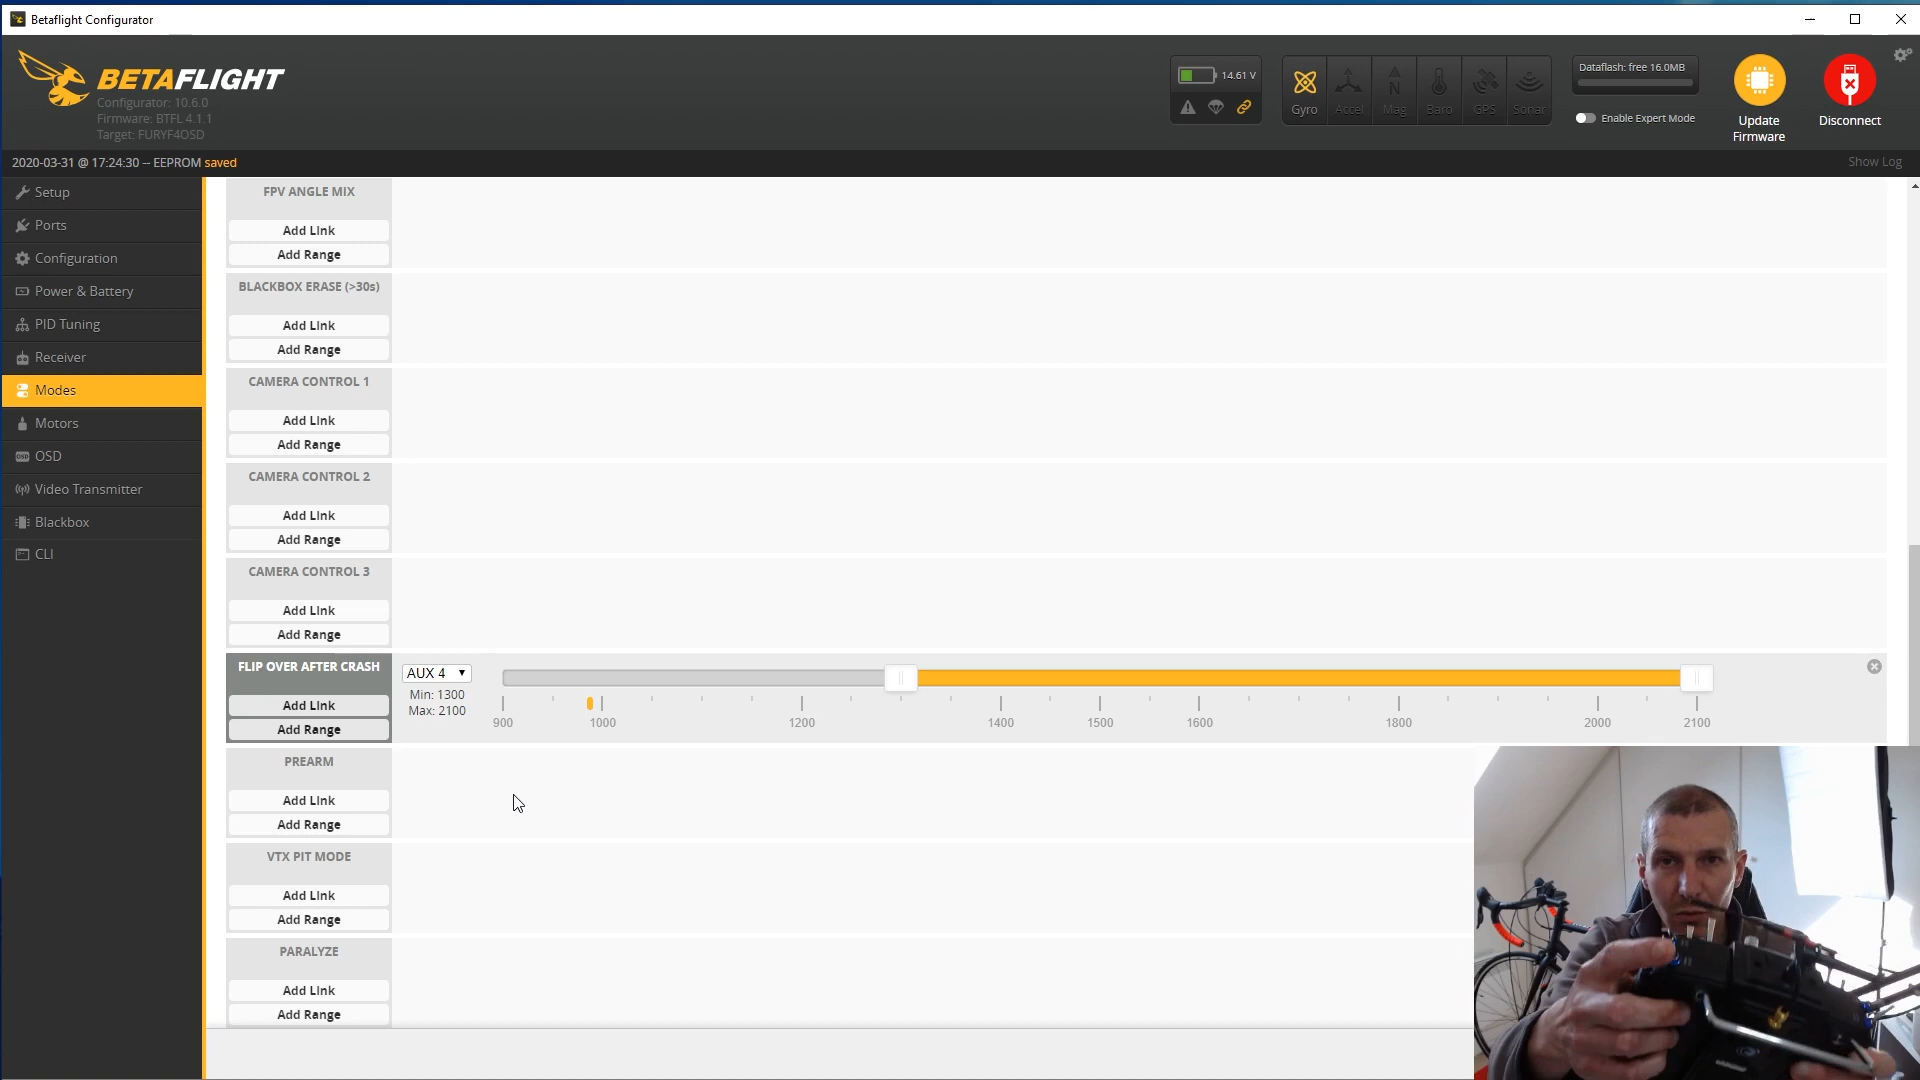 Betaflight Configurator
BETAFLIGHT
Configurator: 10.6.0
Firmware: BTFL 4.1.1
Target: FURYF4OSD
14.61 V
Gyro
Accel
Mag
Baro
GPS
Sonar
Dataflash: free 16.0MB
Enable Expert Mode
Update
Firmware
Disconnect
2020-03-31 @ 17:24:30 -- EEPROM saved
Show Log
Setup
Ports
Configuration
Power & Battery
PID Tuning
Receiver
Modes
Motors
OSD
Video Transmitter
Blackbox
CLI
FPV ANGLE MIX
Add Link
Add Range
BLACKBOX ERASE (>30s)
Add Link
Add Range
CAMERA CONTROL 1
Add Link
Add Range
CAMERA CONTROL 2
Add Link
Add Range
CAMERA CONTROL 3
Add Link
Add Range
FLIP OVER AFTER CRASH
Add Link
Add Range
AUX 4
Min: 1300
Max: 2100
900 1000 1200 1400 1500 1600 1800 2000 2100
PREARM
Add Link
Add Range
VTX PIT MODE
Add Link
Add Range
PARALYZE
Add Link
Add Range